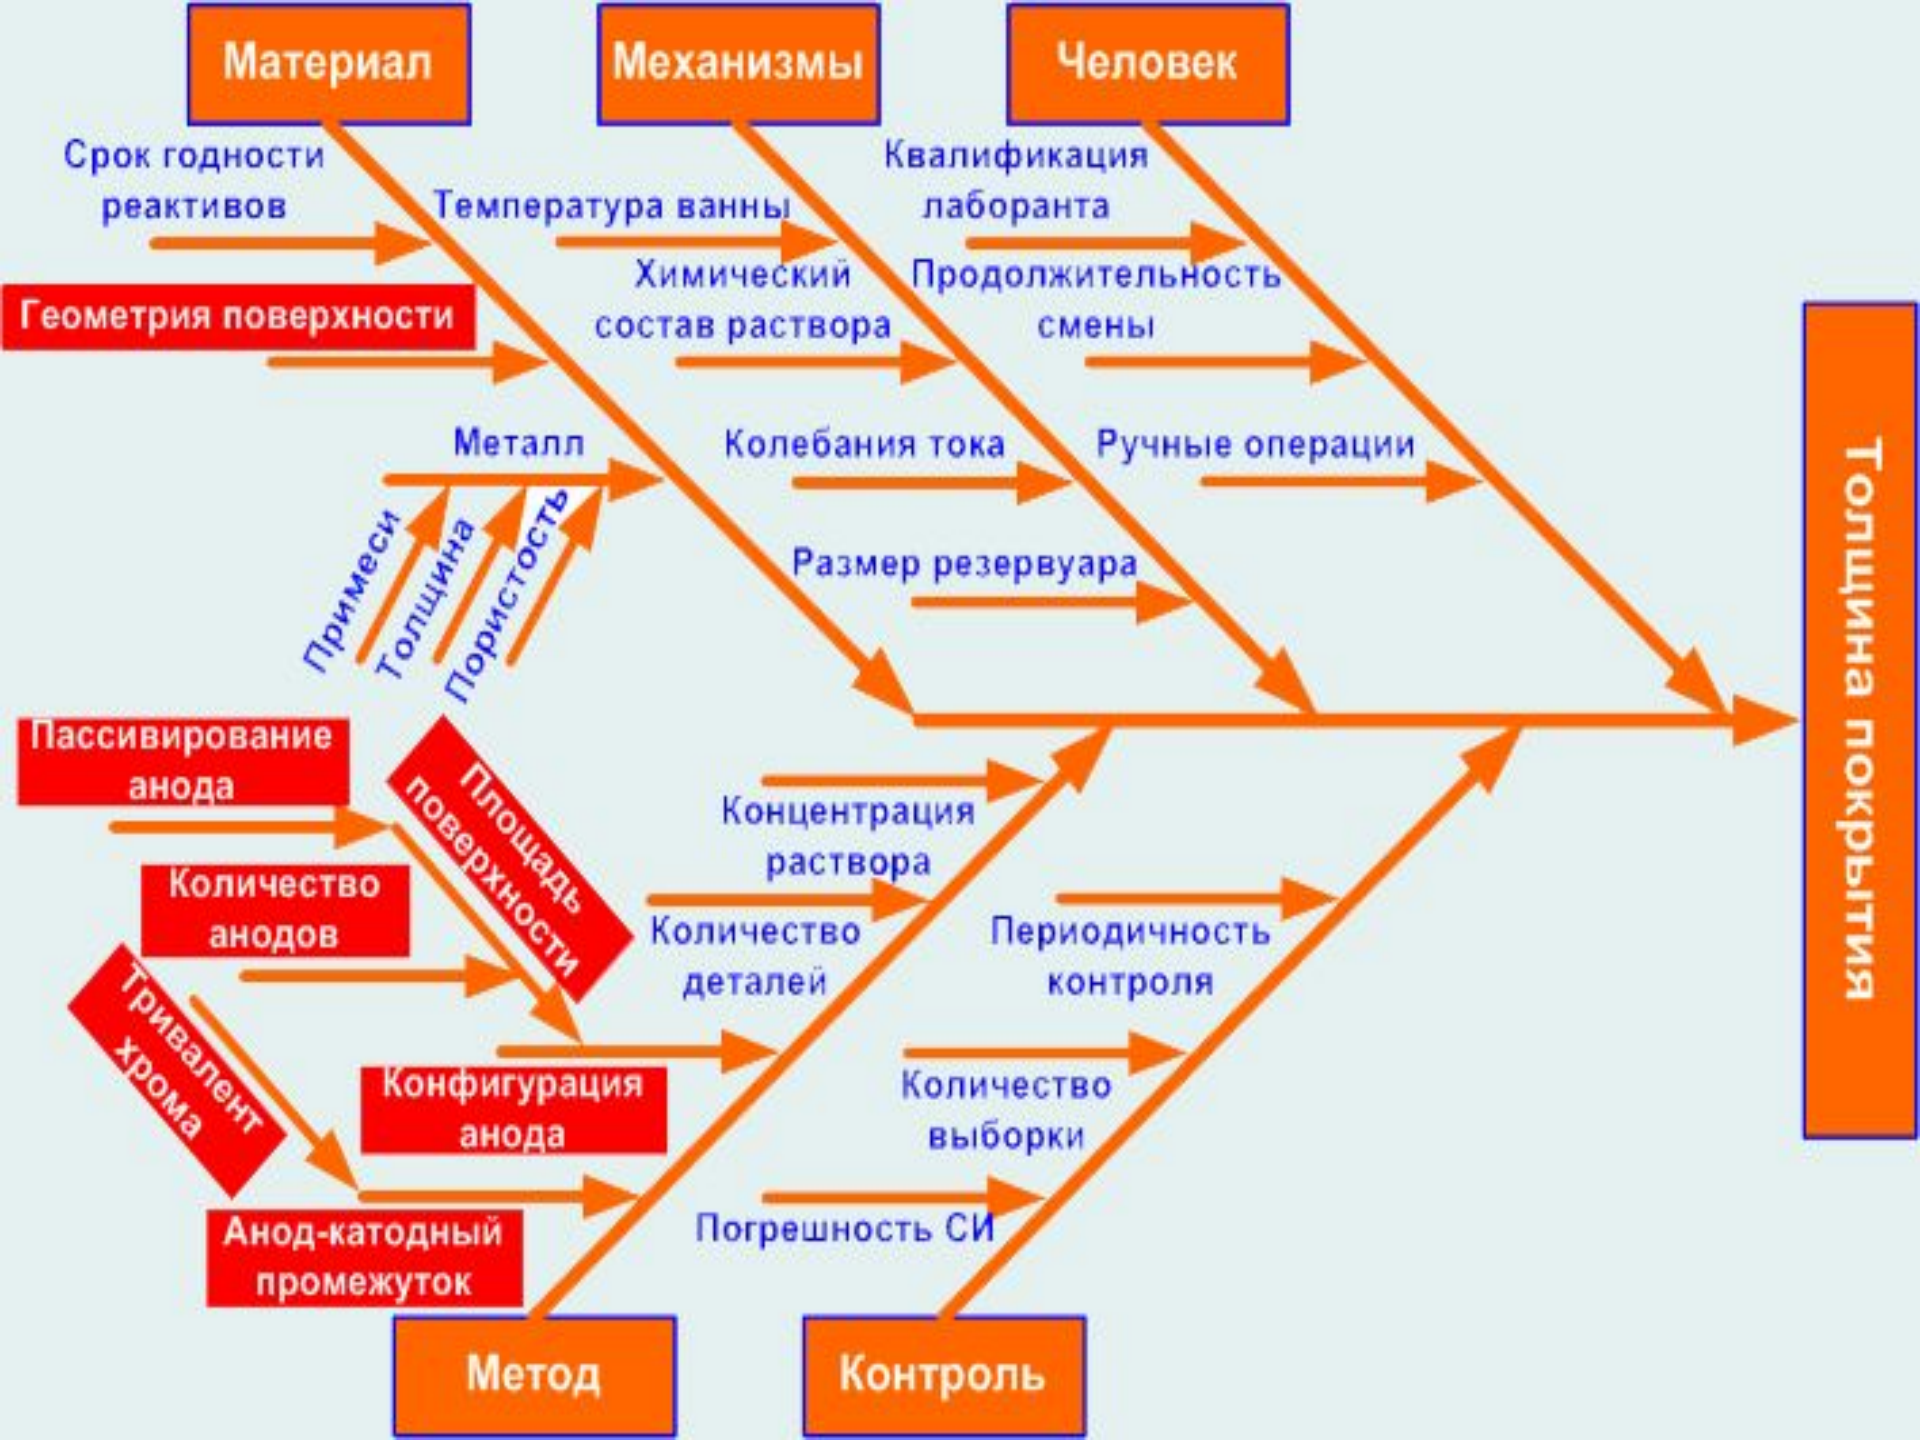 Материал
Механизмы
Человек
Срок годности
реактивов
Температура ванны
Квалификация
лаборанта
Геометрия поверхности
Химический
состав раствора
Продолжительность
смены
Металл
Колебания тока
Ручные операции
Примеси
Толщина
Пористость
Размер резервуара
Толщина покрытия
Пассивирование
анода
Площадь
поверхности
Концентрация
раствора
Количество
анодов
Количество
деталей
Периодичность
контроля
Тривалент
хрома
Конфигурация
анода
Количество
выборки
Анод-катодный
промежуток
Погрешность СИ
Метод
Контроль